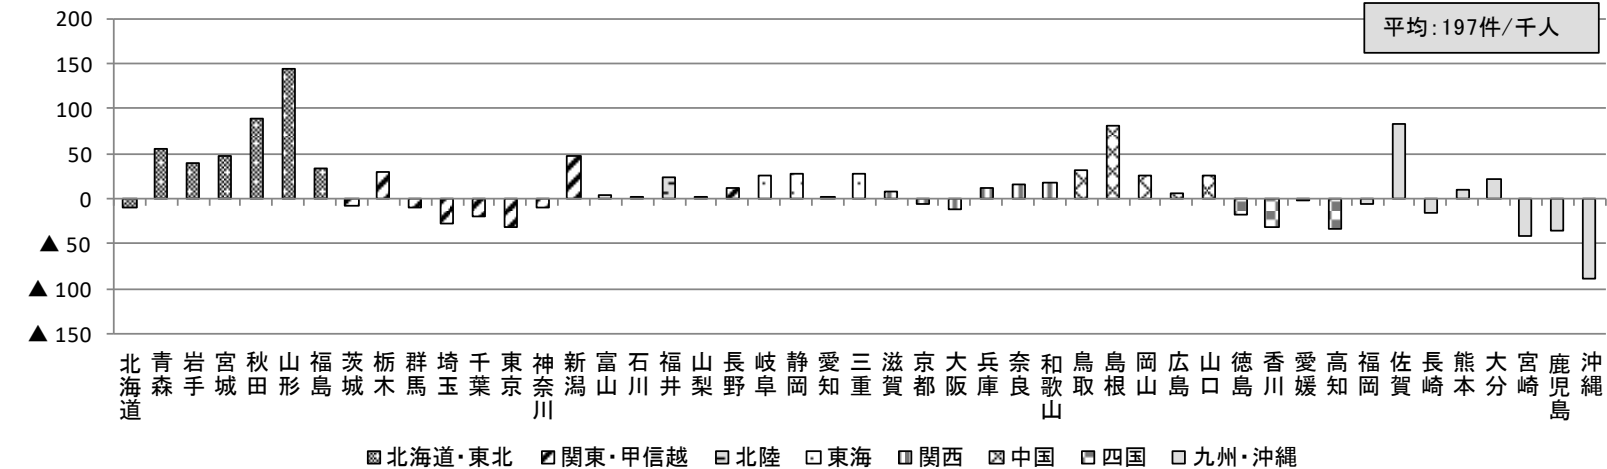 平均：197件/千人
200
150
100
50
0
▲ 50
▲ 100
▲ 150
北海道
青森
岩手
宮城
秋田
山形
福島
茨城
栃木
群馬
埼玉
千葉
東京
神奈川
新潟
富山
石川
福井
山梨
長野
岐阜
静岡
愛知
三重
滋賀
京都
大阪
兵庫
奈良
和歌山
鳥取
島根
岡山
広島
山口
徳島
香川
愛媛
高知
福岡
佐賀
長崎
熊本
大分
宮崎
鹿児島
沖縄
北海道・東北 関東・甲信越 北陸 東海 関西 中国 四国 九州・沖縄